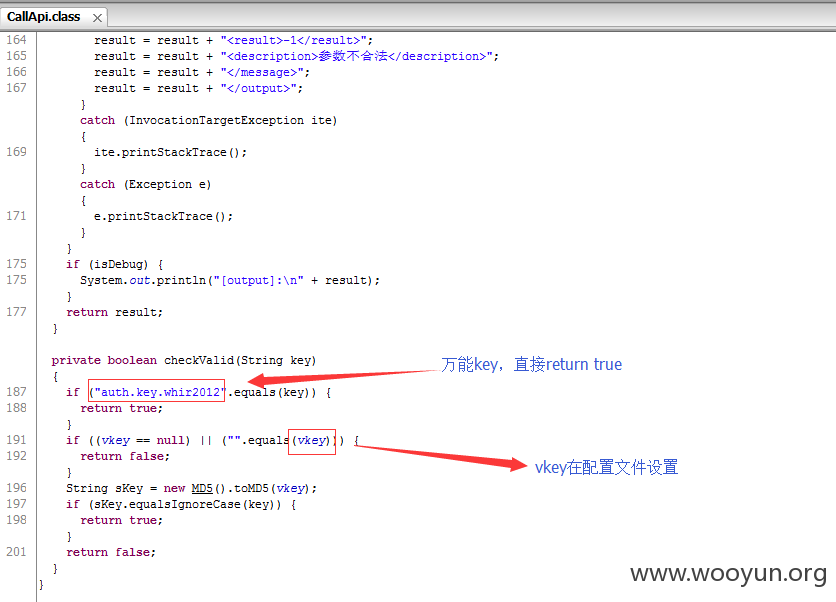 CallApi.class
164 result = result + "<result>-1</result>";
165 result = result + "<description>参数不合法</description>";
166 result = result + "</message>";
167 result = result + "</output>";
}
catch (InvocationTargetException ite)
{
169 ite.printStackTrace();
}
catch (Exception e)
{
171 e.printStackTrace();
}
}
175 if (isDebug) {
175 System.out.println("[output]:\n" + result);
}
177 return result;
}
private boolean checkValid(String key)
万能key，直接return true
{
187 if ("auth.key.whir2012".equals(key)) {
188 return true;
}
191 if ((vkey == null) || ("".equals(vkey))) {
192 return false;
vkey在配置文件设置
}
196 String sKey = new MD5().toMD5(vkey);
197 if (sKey.equalsIgnoreCase(key)) {
198 return true;
}
201 return false;
}
}
www.wooyun.org